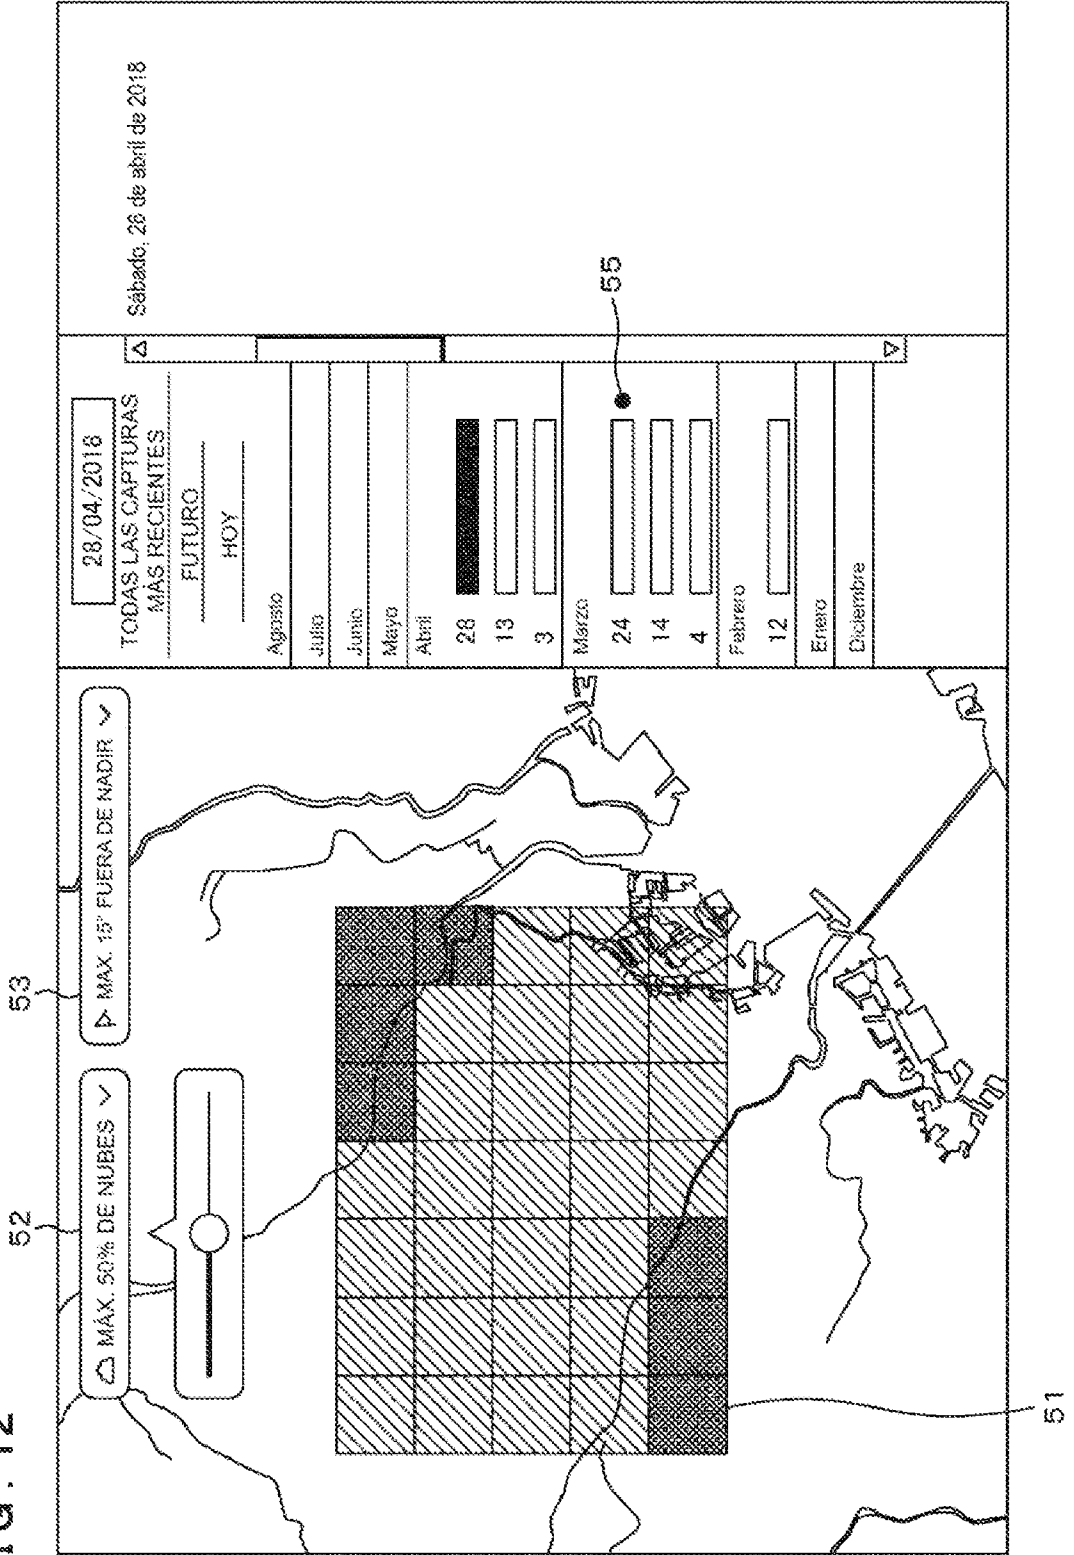 IG. 12
52
53
MÁX. 50% DE NUBES
MAX. 15° FUERA DE NADIR
28/04/2018
TODAS LAS CAPTURAS
MÁS RECIENTES
FUTURO
HOY
Agosto
Julio
Junio
Mayo
Abril
28
13
3
Marzo
24
14
4
Febrero
12
Enero
Diciembre
Sábado, 28 de abril de 2018
55
51